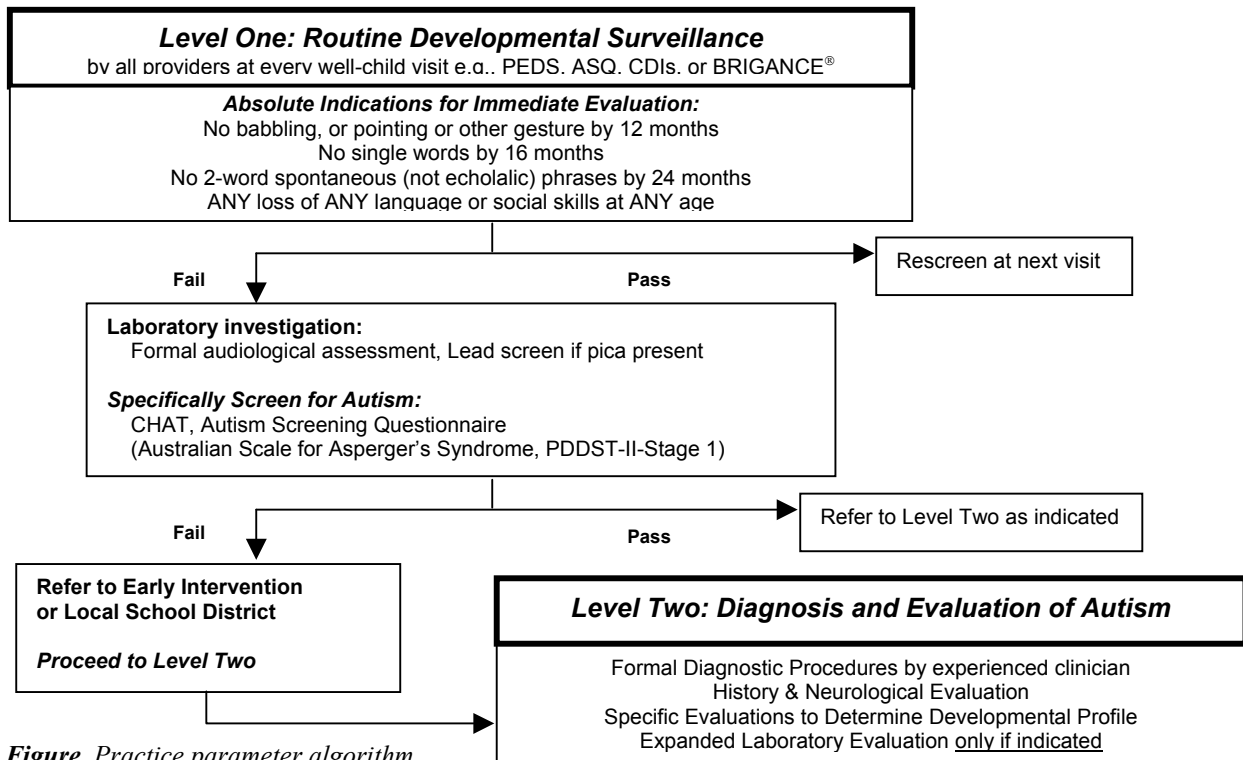 Level One: Routine Developmental Surveillance
by all providers at every well-child visit e.g., PEDS, ASQ, CDIs, or BRIGANCE®
Absolute Indications for Immediate Evaluation:
No babbling, or pointing or other gesture by 12 months
No single words by 16 months
No 2-word spontaneous (not echolalic) phrases by 24 months
ANY loss of ANY language or social skills at ANY age
Rescreen at next visit
Fail
Pass
Laboratory investigation:
Formal audiological assessment, Lead screen if pica present
Specifically Screen for Autism:
CHAT, Autism Screening Questionnaire
(Australian Scale for Asperger's Syndrome, PDDST-II-Stage 1)
Refer to Level Two as indicated
Fail
Pass
Refer to Early Intervention
or Local School District
Proceed to Level Two
Level Two: Diagnosis and Evaluation of Autism
Formal Diagnostic Procedures by experienced clinician
History & Neurological Evaluation
Specific Evaluations to Determine Developmental Profile
Expanded Laboratory Evaluation only if indicated
Figure. Practice parameter algorithm